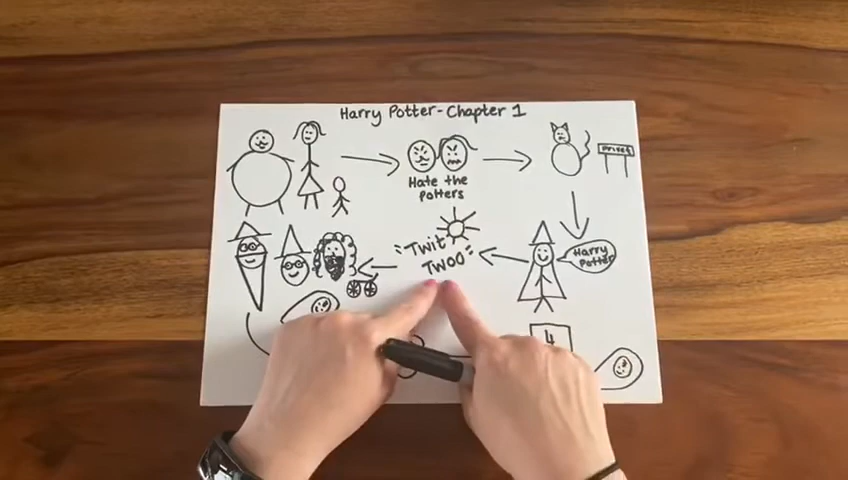 Harry Potter - Chapter 1
Hate the
Potters
Privet
Harry
Potter
"Twit
Twoo"
4